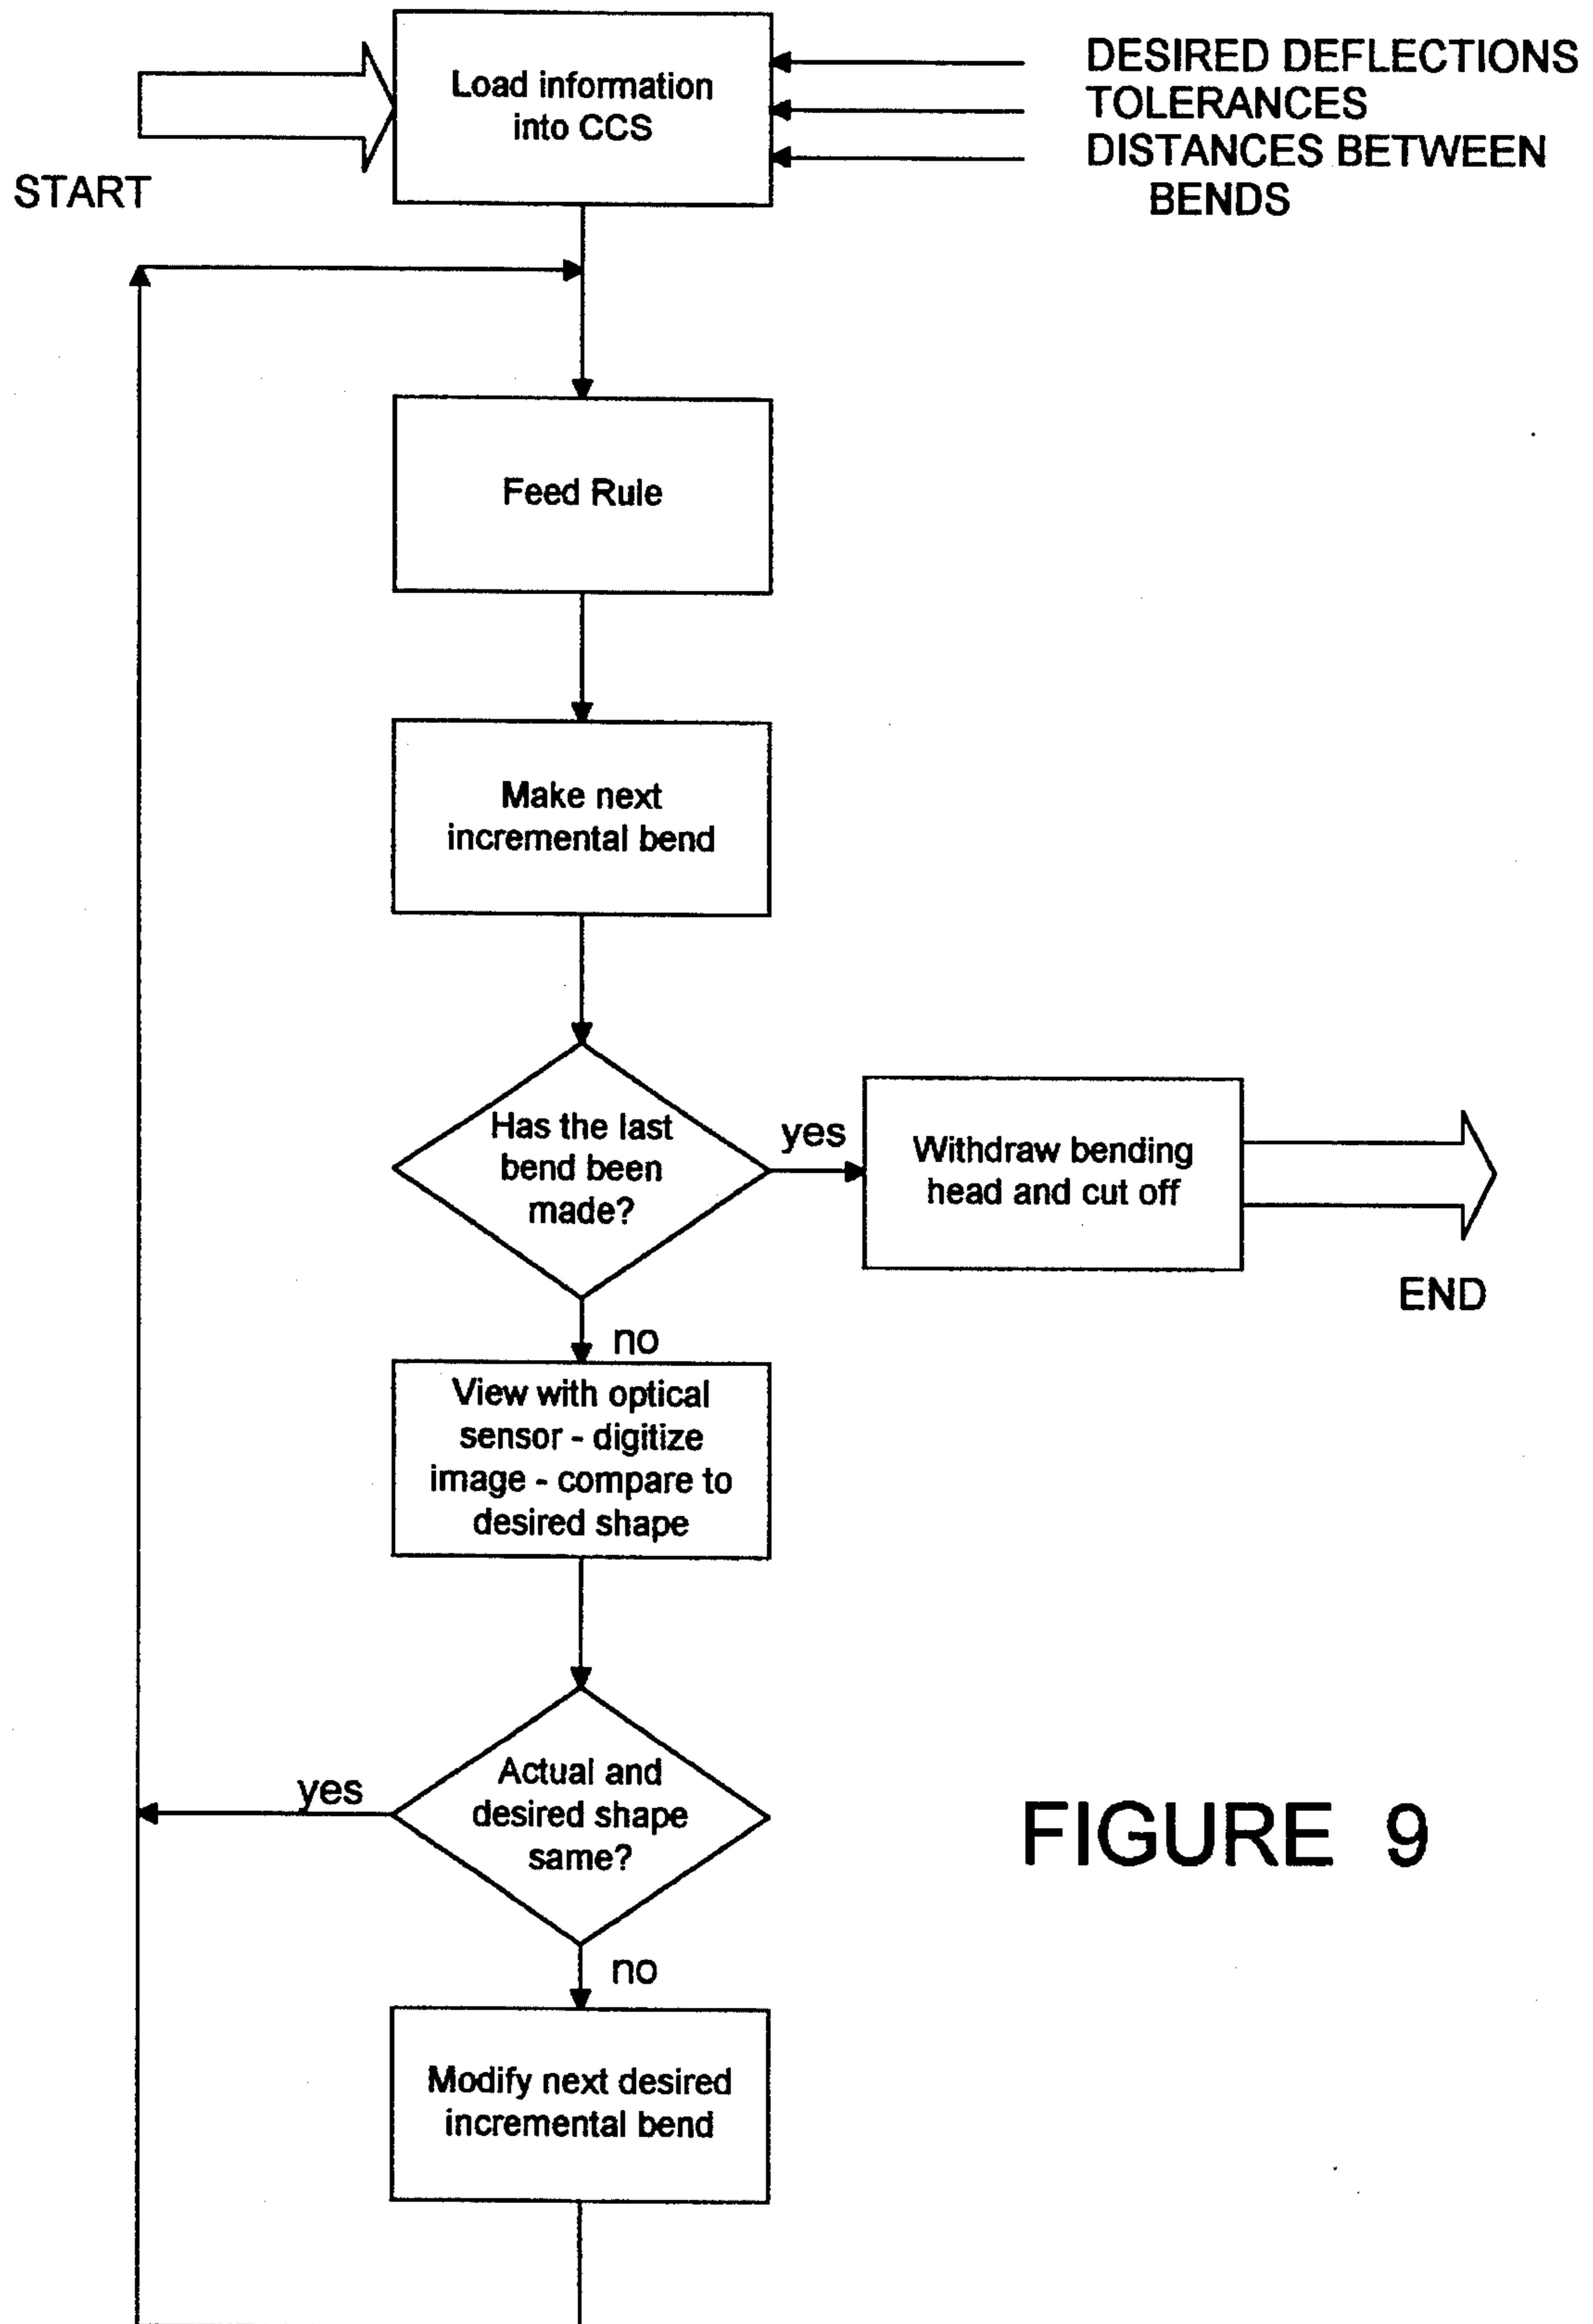 Load information
into CCS
DESIRED DEFLECTIONS
TOLERANCES
DISTANCES BETWEEN
BENDS
START
Feed Rule
Make next
incremental bend
Has the last
bend been
made?
yes
Withdraw bending
head and cut off
END
no
View with optical
sensor - digitize
image - compare to
desired shape
yes
Actual and
desired shape
same?
FIGURE 9
no
Modify next desired
incremental bend